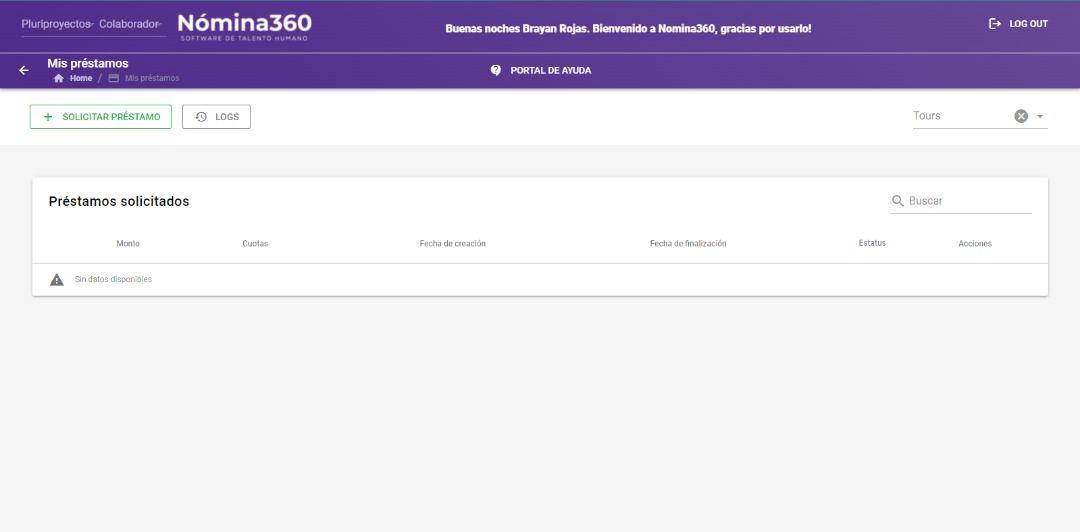 Pluriproyectos Colaborador Nómina360
SOFTWARE DE TALENTO HUMANO
Buenas noches Brayan Rojas. Bienvenido a Nomina360, gracias por usarlo!
LOG OUT
Mis préstamos
Home / Mis préstamos
PORTAL DE AYUDA
+ SOLICITAR PRÉSTAMO LOGS Tours
Préstamos solicitados Buscar
Monto Cuotas Fecha de creación Fecha de finalización Estatus Acciones
Sin datos disponibles